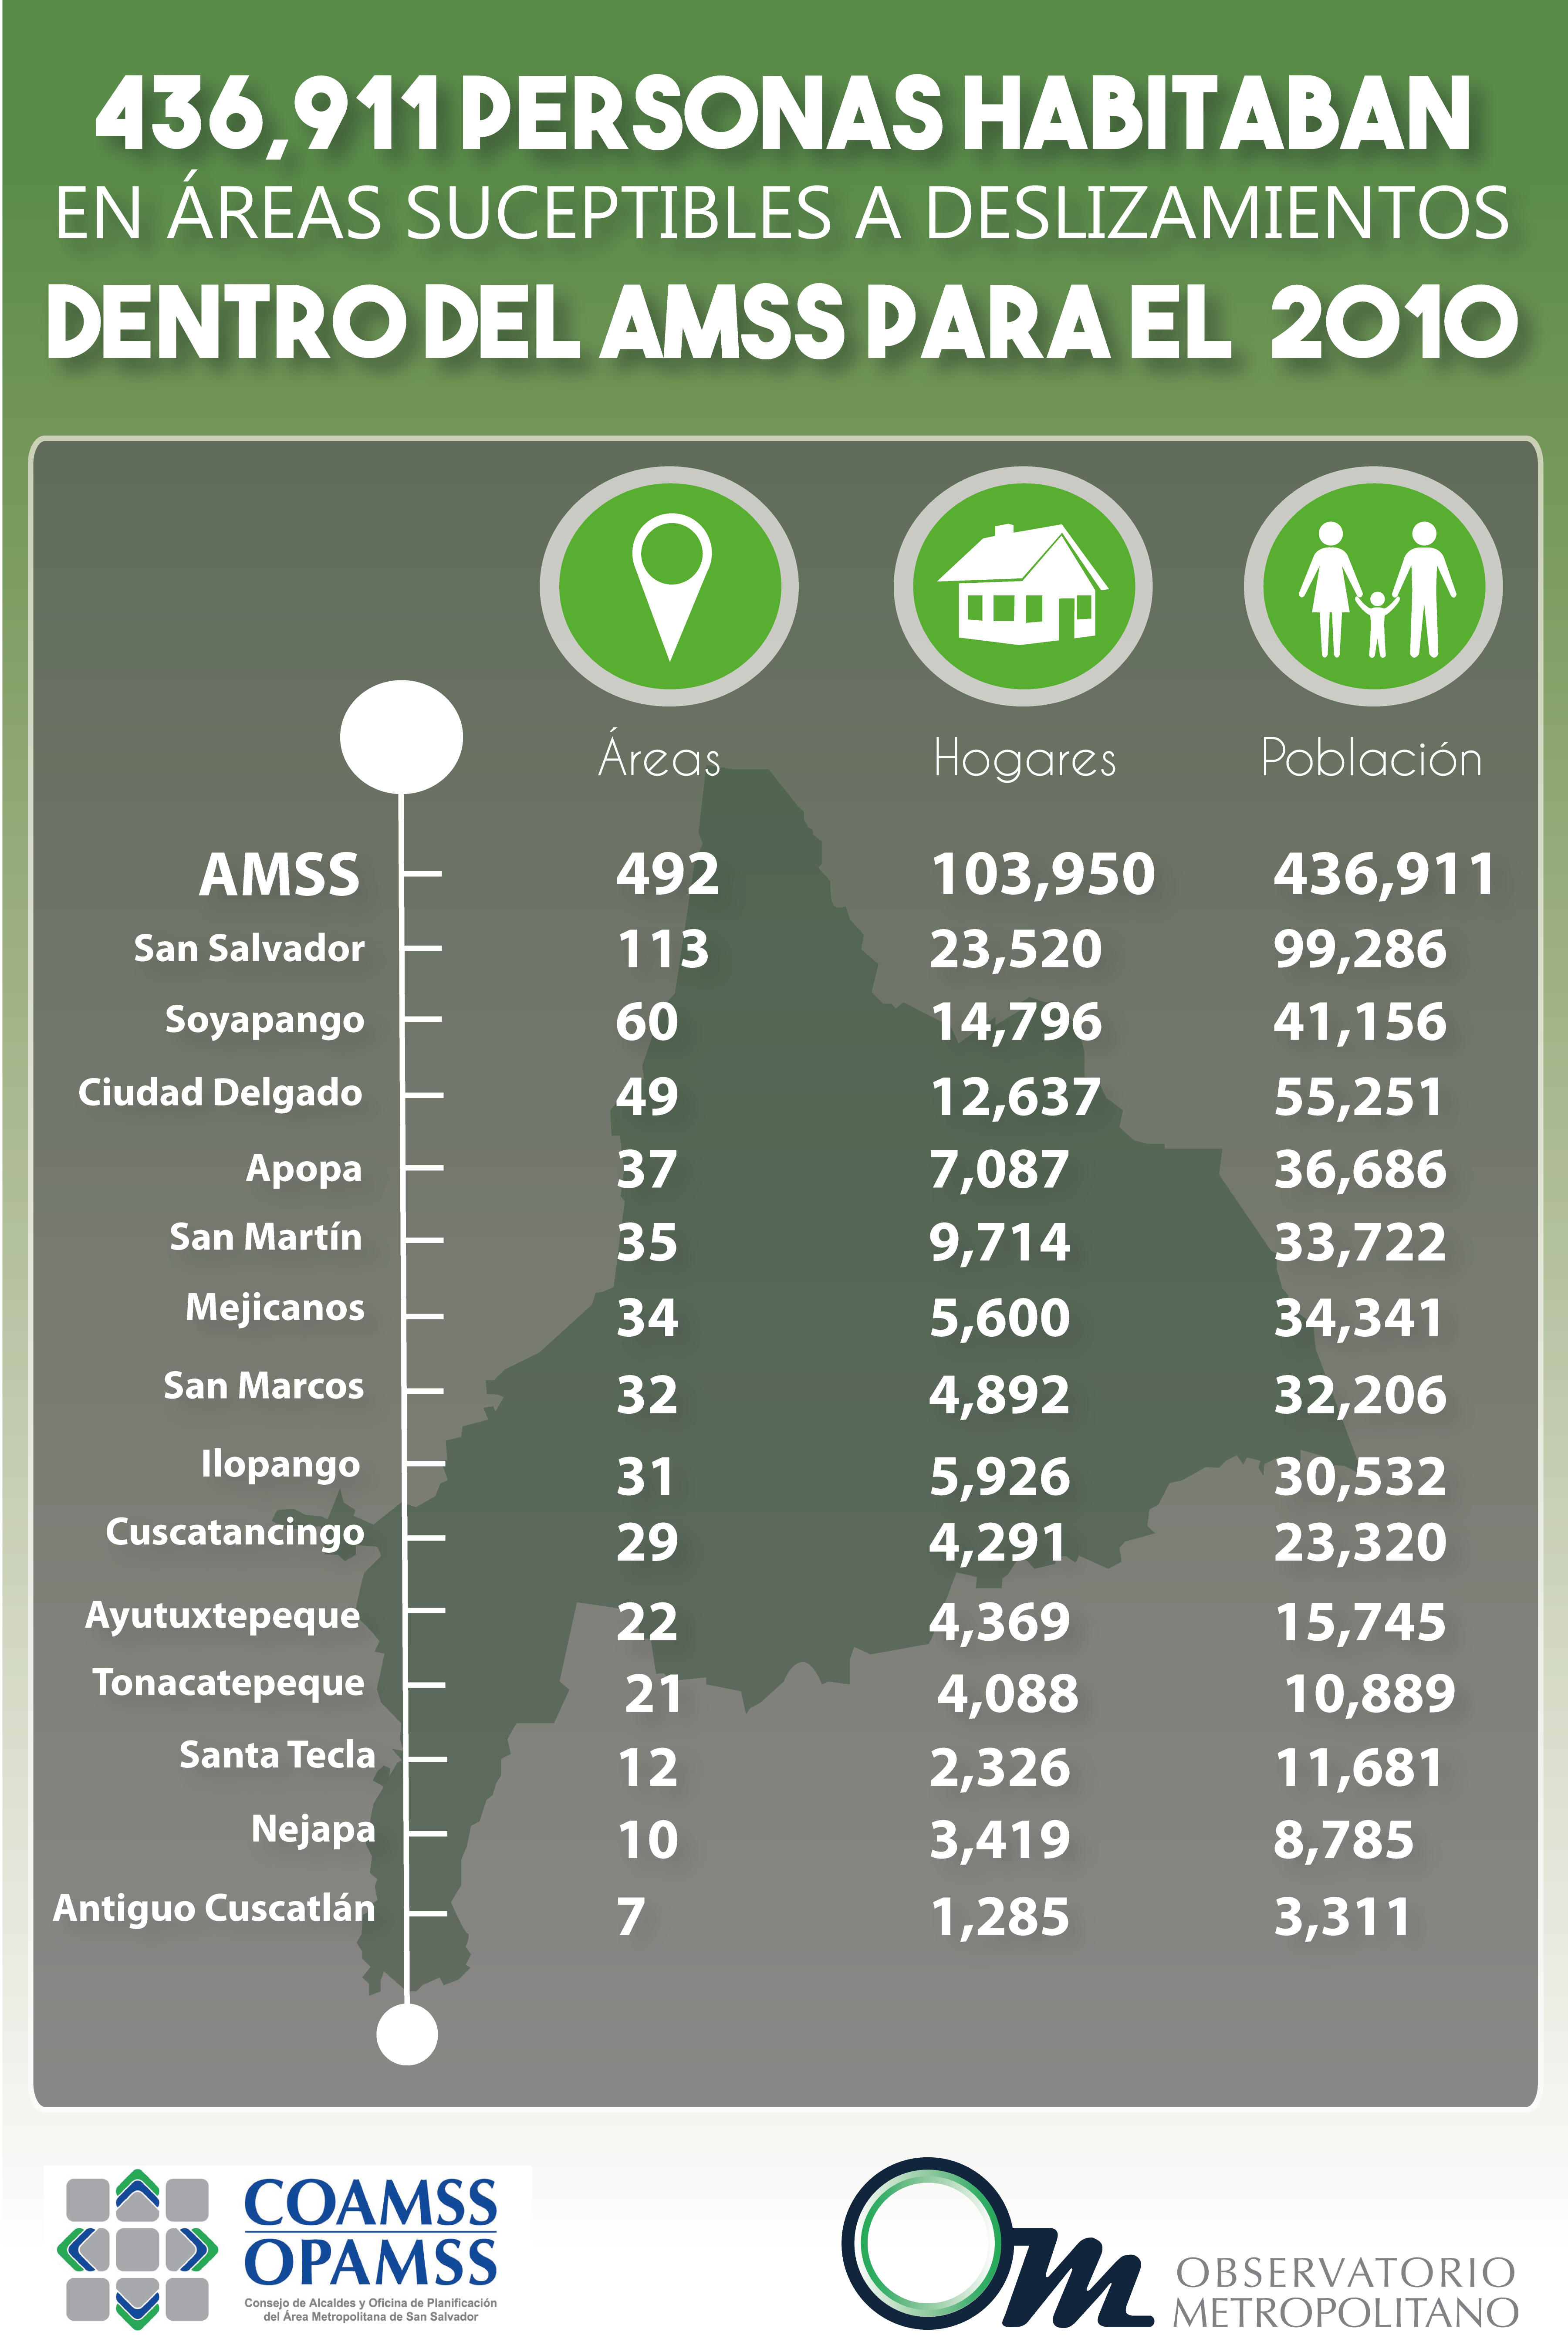 436,911 PERSONAS HABITABAN
EN ÁREAS SUCEPTIBLES A DESLIZAMIENTOS
DENTRO DEL AMSS PARA EL 2010
Áreas Hogares Población
AMSS 492 103,950 436,911
San Salvador 113 23,520 99,286
Soyapango 60 14,796 41,156
Ciudad Delgado 49 12,637 55,251
Apopa 37 7,087 36,686
San Martín 35 9,714 33,722
Mejicanos 34 5,600 34,341
San Marcos 32 4,892 32,206
Ilopango 31 5,926 30,532
Cuscatancingo 29 4,291 23,320
Ayutuxtepeque 22 4,369 15,745
Tonacatepeque 21 4,088 10,889
Santa Tecla 12 2,326 11,681
Nejapa 10 3,419 8,785
Antiguo Cuscatlán 7 1,285 3,311
COAMSS
OPAMSS
Consejo de Alcaldes y Oficina de Planificación
del Área Metropolitana de San Salvador
Om
OBSERVATORIO
METROPOLITANO